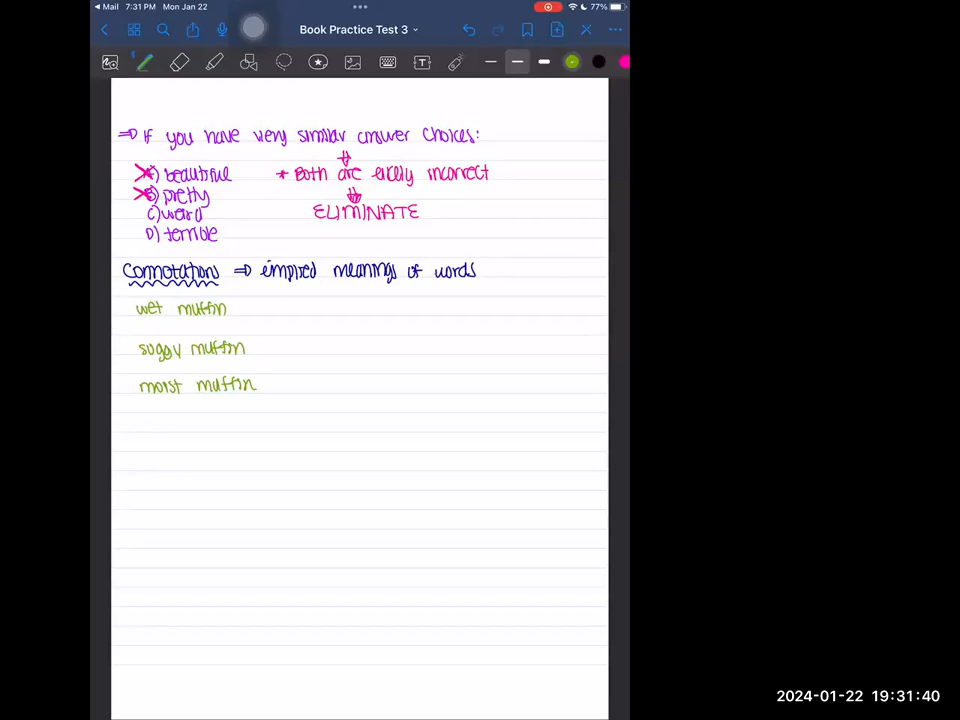 Mail 7:31 PM Mon Jan 22
77%
Book Practice Test 3
⇒ If you have very similar answer choices:
A) beautiful * Both are likely incorrect
B) pretty
C) weird ELIMINATE
D) terrible
Connotations ⇒ implied meanings of words
wet muffin
soggy muffin
moist muffin
2024-01-22 19:31:40